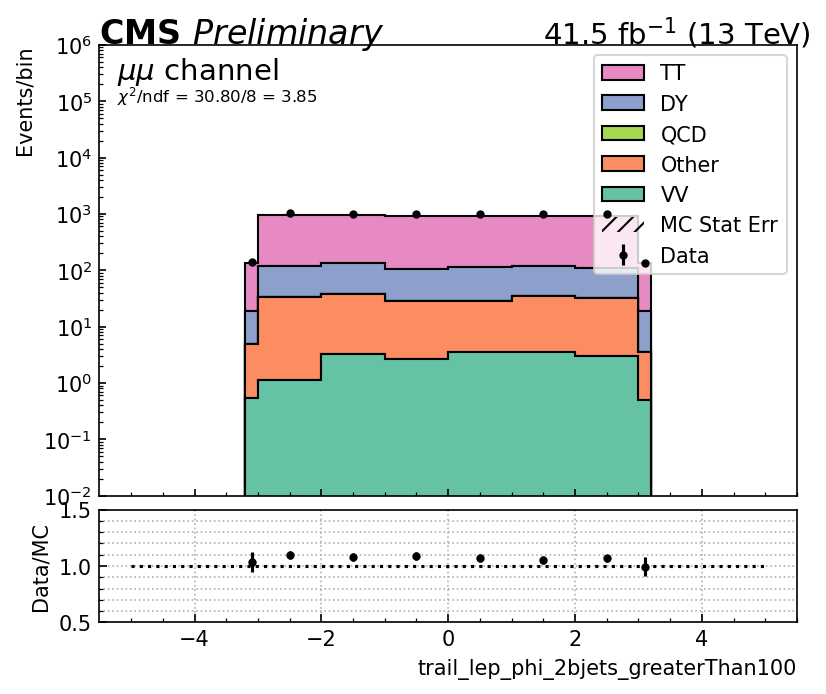 CMS Preliminary 41.5 fb⁻¹ (13 TeV)
Events/bin
μμ channel
χ²/ndf = 30.80/8 = 3.85
TT
DY
QCD
Other
VV
MC Stat Err
Data
10⁶
10⁵
10⁴
10³
10²
10¹
10⁰
10⁻¹
10⁻²
Data/MC
1.5
1.0
0.5
−4 −2 0 2 4
trail_lep_phi_2bjets_greaterThan100